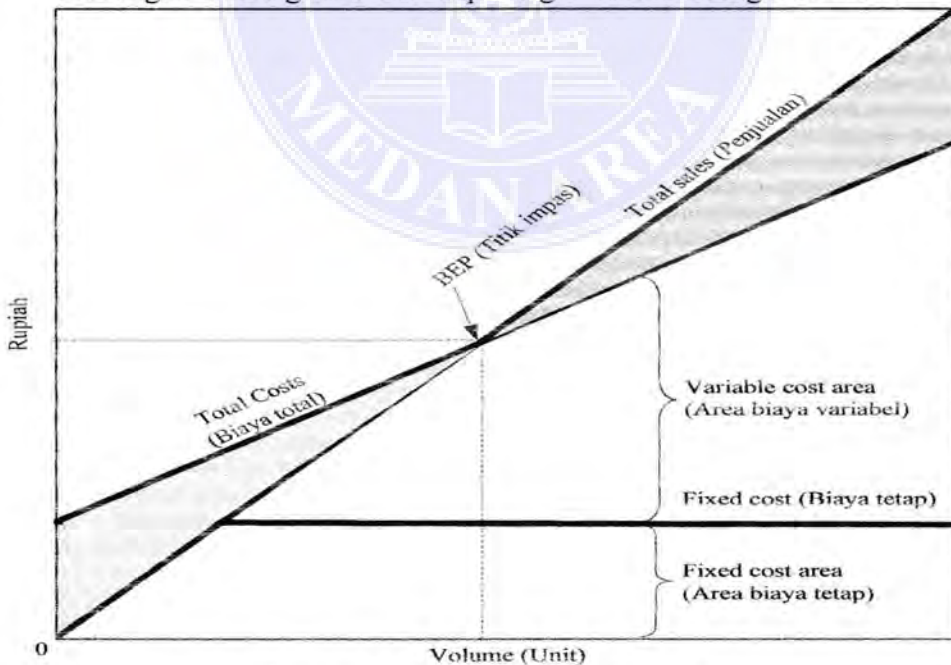 MEDAN AREA
Total sales (Penjualan)
BEP (Titik impas)
Rupiah
Total Costs
(Biaya total)
Variable cost area
(Area biaya variabel)
Fixed cost (Biaya tetap)
Fixed cost area
(Area biaya tetap)
0
Volume (Unit)